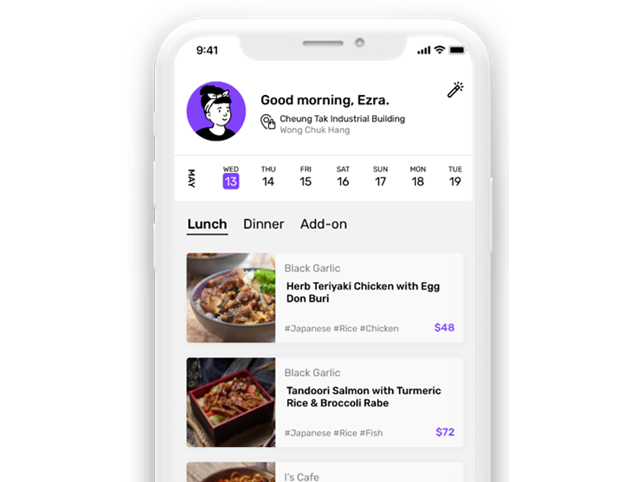 9:41
Good morning, Ezra.
Cheung Tak Industrial Building
Wong Chuk Hang
MAY
WED THU FRI SAT SUN MON TUE
13 14 15 16 17 18 19
Lunch Dinner Add-on
Black Garlic
Herb Teriyaki Chicken with Egg
Don Buri
#Japanese #Rice #Chicken $48
Black Garlic
Tandoori Salmon with Turmeric
Rice & Broccoli Rabe
#Japanese #Rice #Fish $72
I's Cafe